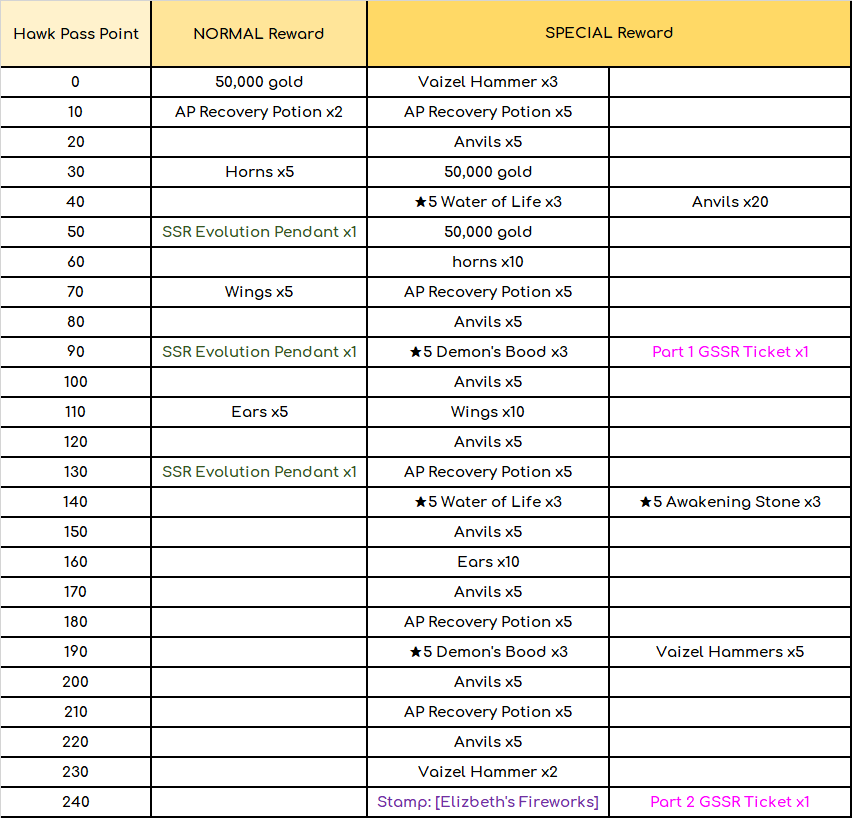 Hawk Pass Point NORMAL Reward SPECIAL Reward
0 50,000 gold Vaizel Hammer x3
10 AP Recovery Potion x2 AP Recovery Potion x5
20 Anvils x5
30 Horns x5 50,000 gold
40 ★5 Water of Life x3 Anvils x20
50 SSR Evolution Pendant x1 50,000 gold
60 horns x10
70 Wings x5 AP Recovery Potion x5
80 Anvils x5
90 SSR Evolution Pendant x1 ★5 Demon's Bood x3 Part 1 GSSR Ticket x1
100 Anvils x5
110 Ears x5 Wings x10
120 Anvils x5
130 SSR Evolution Pendant x1 AP Recovery Potion x5
140 ★5 Water of Life x3 ★5 Awakening Stone x3
150 Anvils x5
160 Ears x10
170 Anvils x5
180 AP Recovery Potion x5
190 ★5 Demon's Bood x3 Vaizel Hammers x5
200 Anvils x5
210 AP Recovery Potion x5
220 Anvils x5
230 Vaizel Hammer x2
240 Stamp: [Elizbeth's Fireworks] Part 2 GSSR Ticket x1